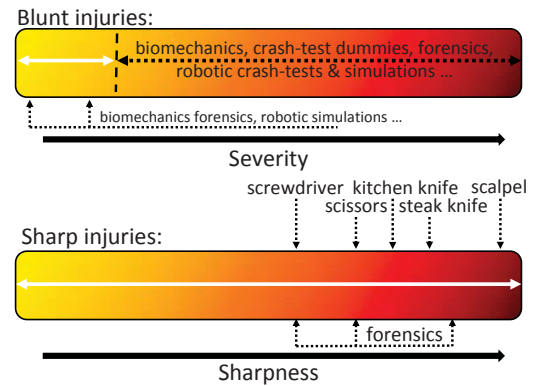 Blunt injuries:
biomechanics, crash-test dummies, forensics,
robotic crash-tests & simulations ...
biomechanics forensics, robotic simulations ...
Severity
screwdriver kitchen knife scalpel
scissors steak knife
Sharp injuries:
forensics
Sharpness